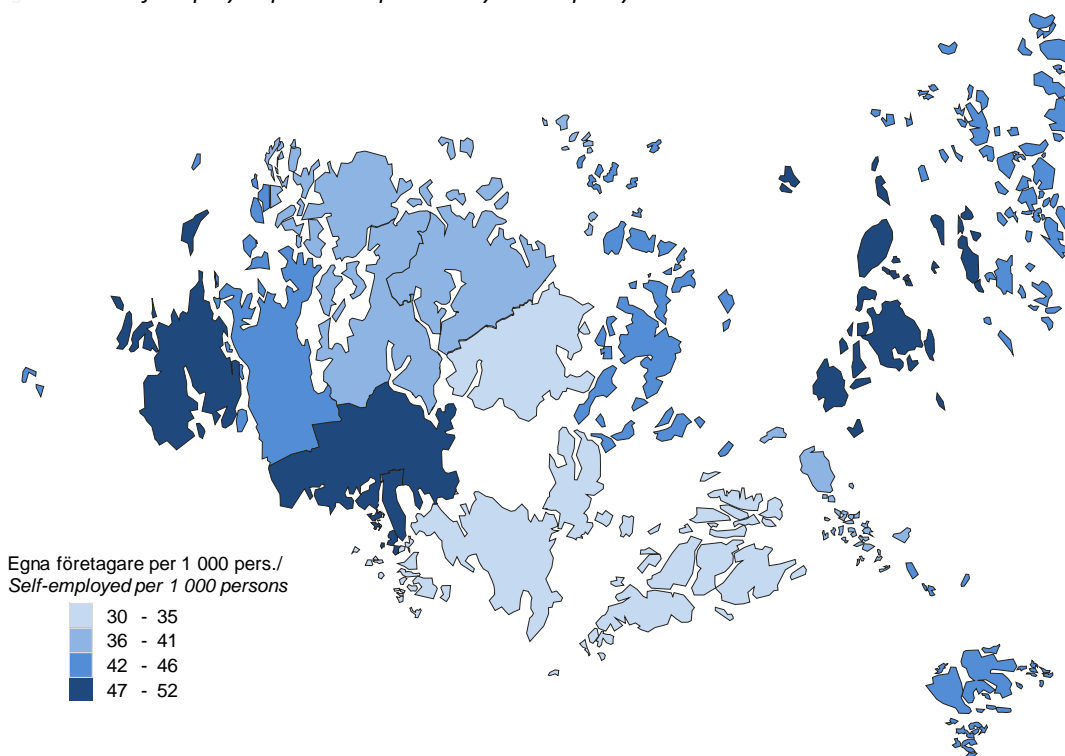 Egna företagare per 1 000 pers./
Self-employed per 1 000 persons
30 - 35
36 - 41
42 - 46
47 - 52